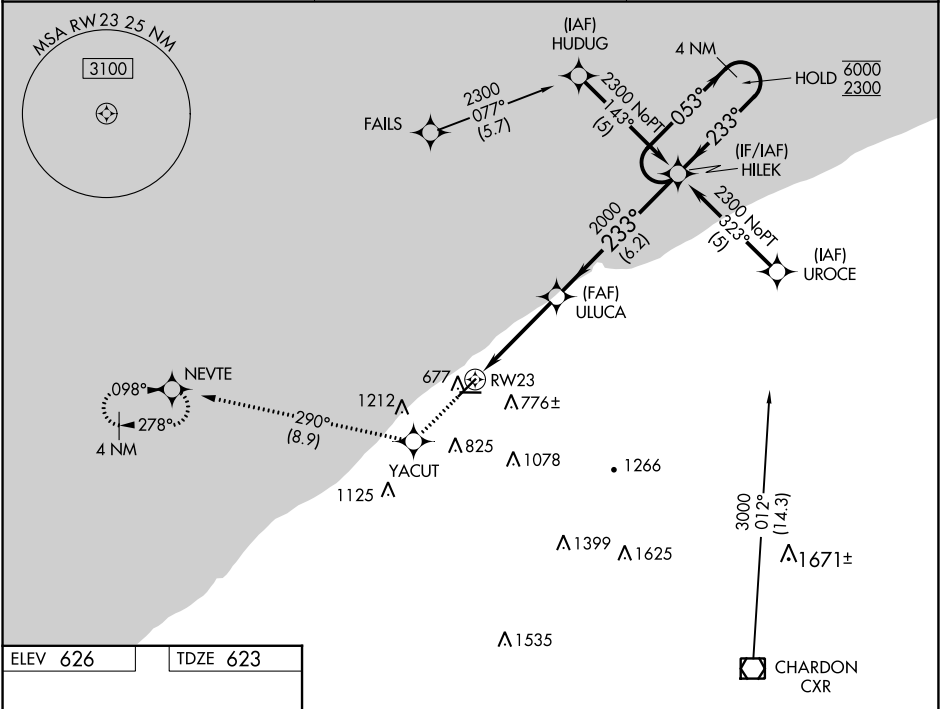 MSA RW23 25 NM
3100
(IAF)
HUDUG
4 NM
HOLD
6000
2300
2300
077°
(5.7)
FAILS
2300 NoPT
143°
(5)
053°
233°
(IF/IAF)
HILEK
2300 NoPT
323°
(5)
2000
233°
(6.2)
(IAF)
UROCE
(FAF)
ULUCA
NEVTE
098°
278°
4 NM
290°
(8.9)
677
RW23
1212
776±
825
1078
YACUT
1266
1125
3000
012°
(14.3)
1399
1625
1671±
1535
ELEV 626
TDZE 623
CHARDON
CXR